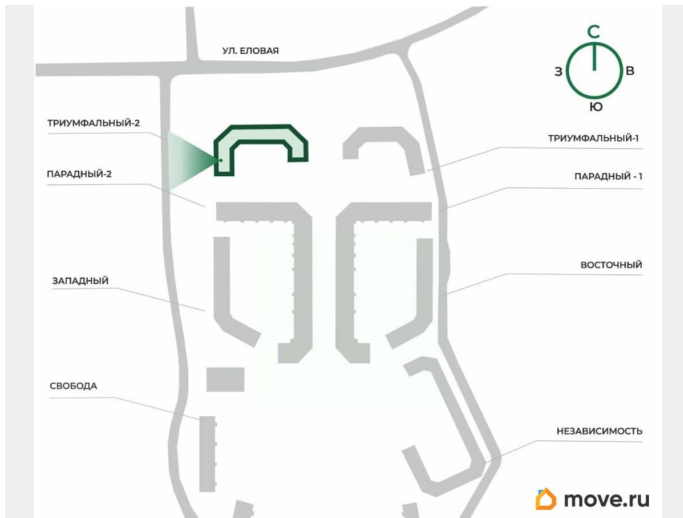 УЛ. ЕЛОВАЯ
С
З
В
Ю
ТРИУМФАЛЬНЫЙ-2
ТРИУМФАЛЬНЫЙ-1
ПАРАДНЫЙ-2
ПАРАДНЫЙ - 1
ВОСТОЧНЫЙ
ЗАПАДНЫЙ
СВОБОДА
НЕЗАВИСИМОСТЬ
move.ru